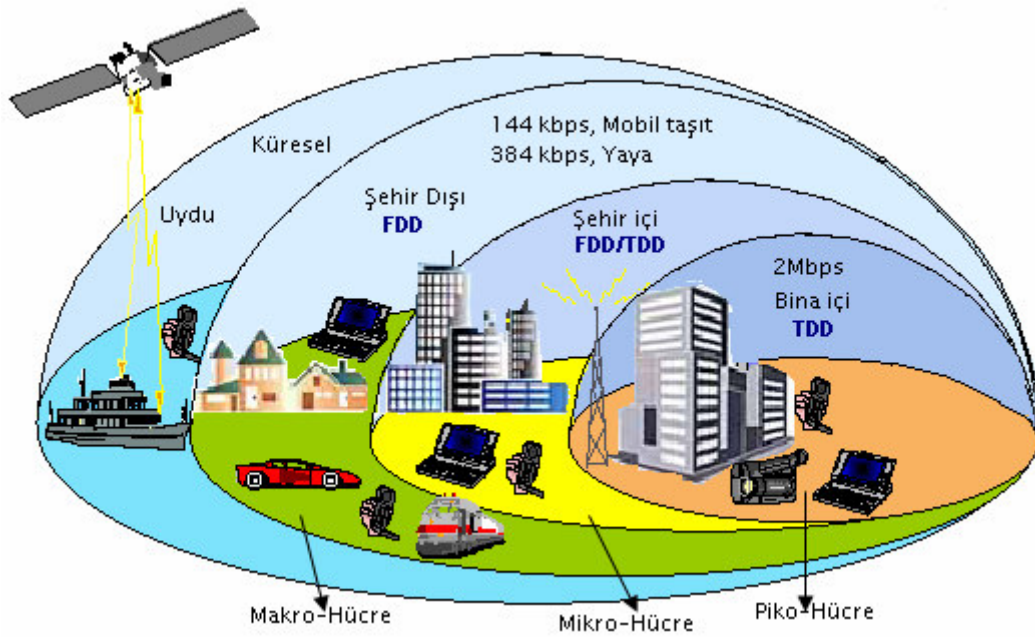 144 kbps, Mobil taşıt
384 kbps, Yaya
Küresel
Uydu
Şehir Dışı
FDD
Şehir içi
FDD/TDD
2Mbps
Bina içi
TDD
Makro-Hücre
Mikro-Hücre
Piko-Hücre